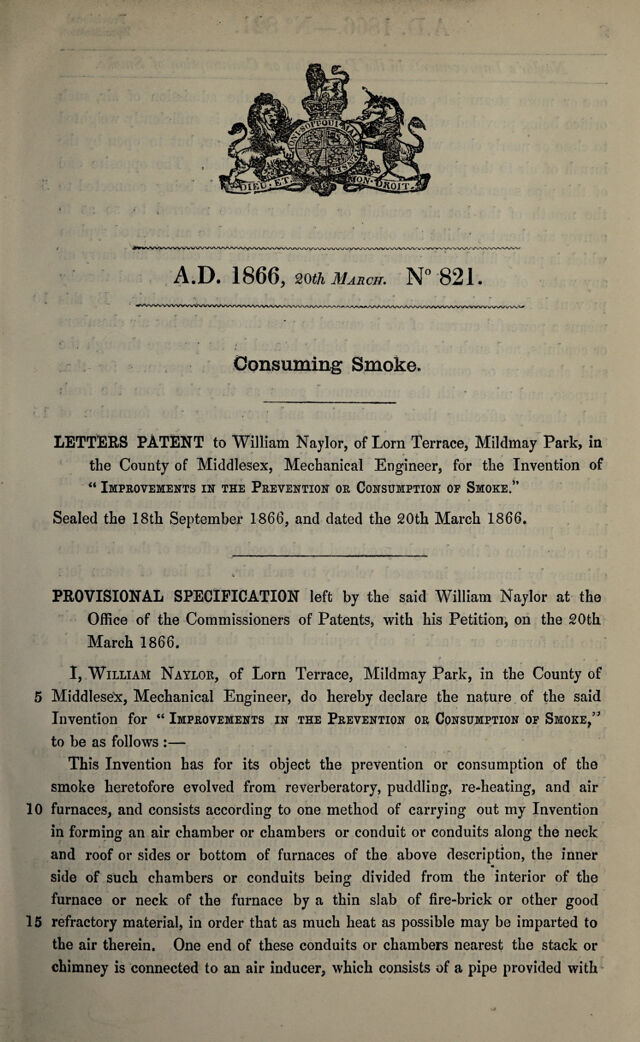 HONI SOIT QUI MAL Y
DIEU · ET MON · DROIT.
A.D. 1866, 20th MARCH. N° 821.
Consuming Smoke.
LETTERS PATENT to William Naylor, of Lorn Terrace, Mildmay Park, in
the County of Middlesex, Mechanical Engineer, for the Invention of
“ IMPROVEMENTS IN THE PREVENTION OR CONSUMPTION OF SMOKE.”
Sealed the 18th September 1866, and dated the 20th March 1866.
PROVISIONAL SPECIFICATION left by the said William Naylor at the
Office of the Commissioners of Patents, with his Petition, on the 20th
March 1866.
I, WILLIAM NAYLOR, of Lorn Terrace, Mildmay Park, in the County of
5 Middlesex, Mechanical Engineer, do hereby declare the nature of the said
Invention for “ IMPROVEMENTS IN THE PREVENTION OR CONSUMPTION OF SMOKE,”
to be as follows :—
This Invention has for its object the prevention or consumption of the
smoke heretofore evolved from reverberatory, puddling, re-heating, and air
10 furnaces, and consists according to one method of carrying out my Invention
in forming an air chamber or chambers or conduit or conduits along the neck
and roof or sides or bottom of furnaces of the above description, the inner
side of such chambers or conduits being divided from the interior of the
furnace or neck of the furnace by a thin slab of fire-brick or other good
15 refractory material, in order that as much heat as possible may be imparted to
the air therein. One end of these conduits or chambers nearest the stack or
chimney is connected to an air inducer, which consists of a pipe provided with